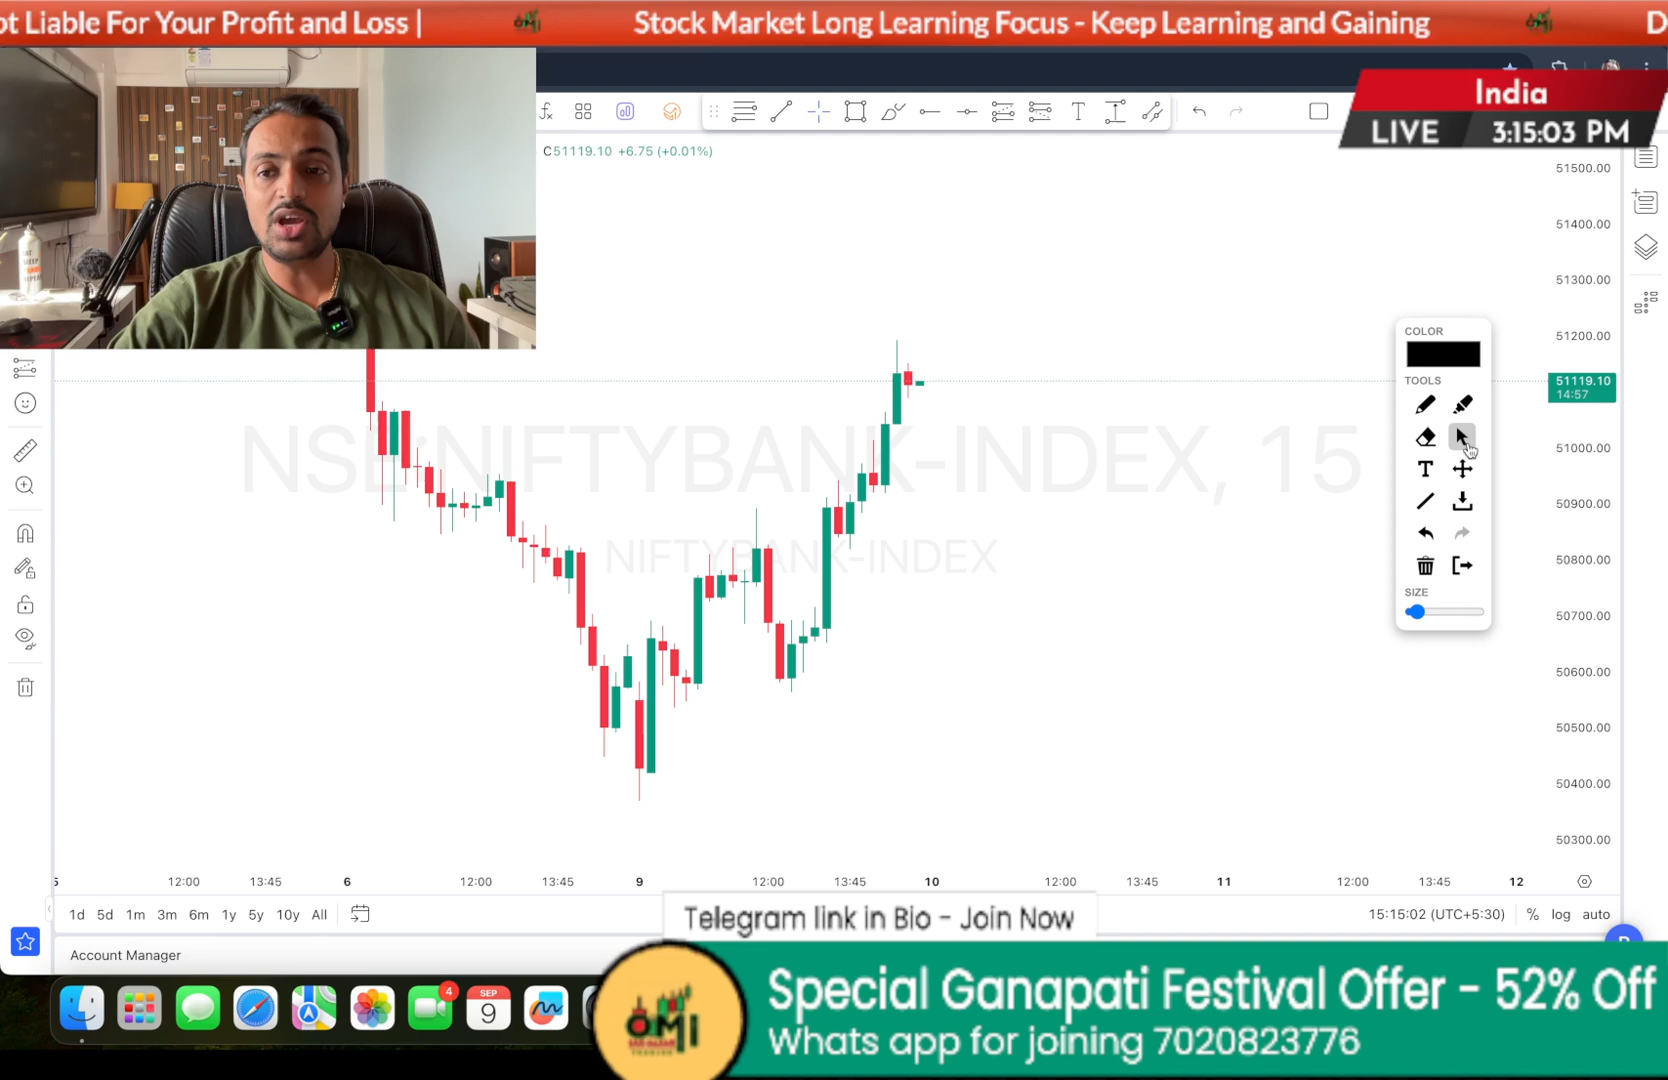 ot Liable For Your Profit and Loss |
Stock Market Long Learning Focus - Keep Learning and Gaining
D
India
LIVE 3:15:03 PM
C51119.10 +6.75 (+0.01%)
51500.00
51400.00
51300.00
51200.00
51119.10
14:57
51000.00
50900.00
50800.00
50700.00
50600.00
50500.00
50400.00
50300.00
COLOR
TOOLS
T
SIZE
NSE:NIFTYBANK-INDEX, 15
NIFTYBANK-INDEX
5 12:00 13:45 6 12:00 13:45 9 12:00 13:45 10 12:00 13:45 11 12:00 13:45 12
1d 5d 1m 3m 6m 1y 5y 10y All
15:15:02 (UTC+5:30) % log auto
Telegram link in Bio - Join Now
Account Manager
4
SEP
9
OMi
Special Ganapati Festival Offer - 52% Off
Whats app for joining 7020823776